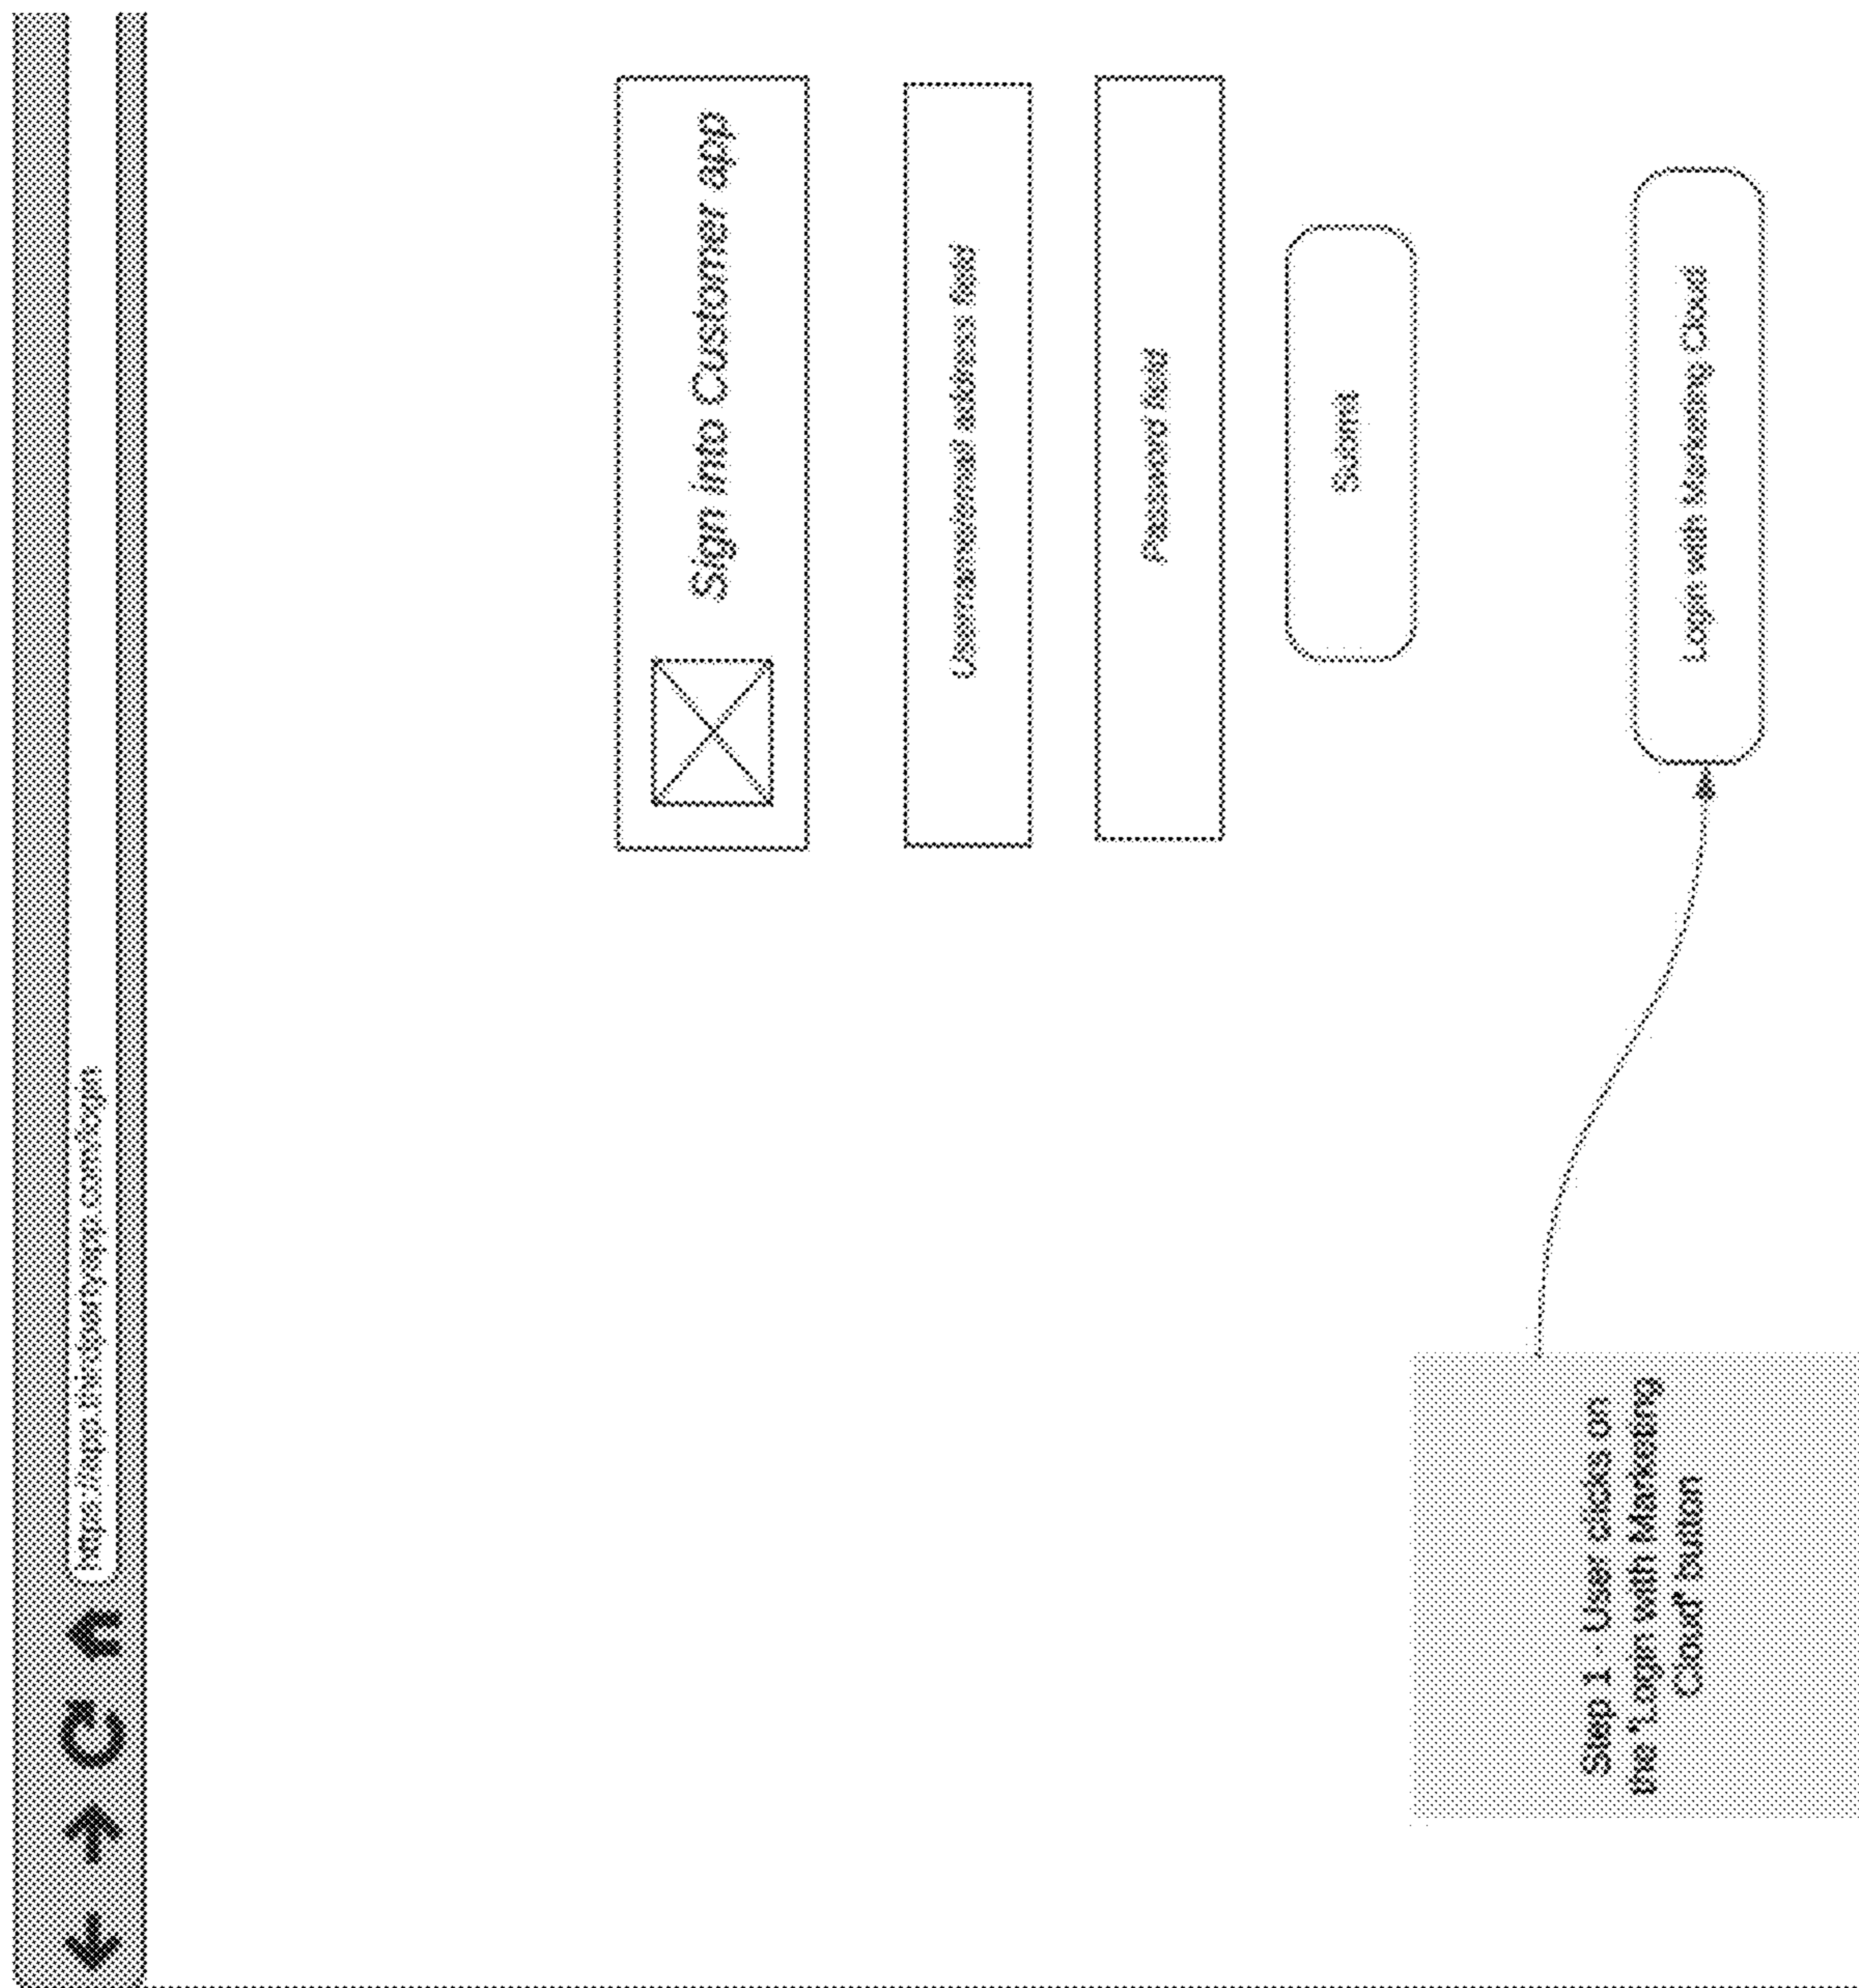 https://app.thirdpartyapp.com/login
Sign into Customer app
Username/email address field
Password field
Submit
Login with Marketing Cloud
Step 1 - User clicks on
the "Login with Marketing
Cloud" button